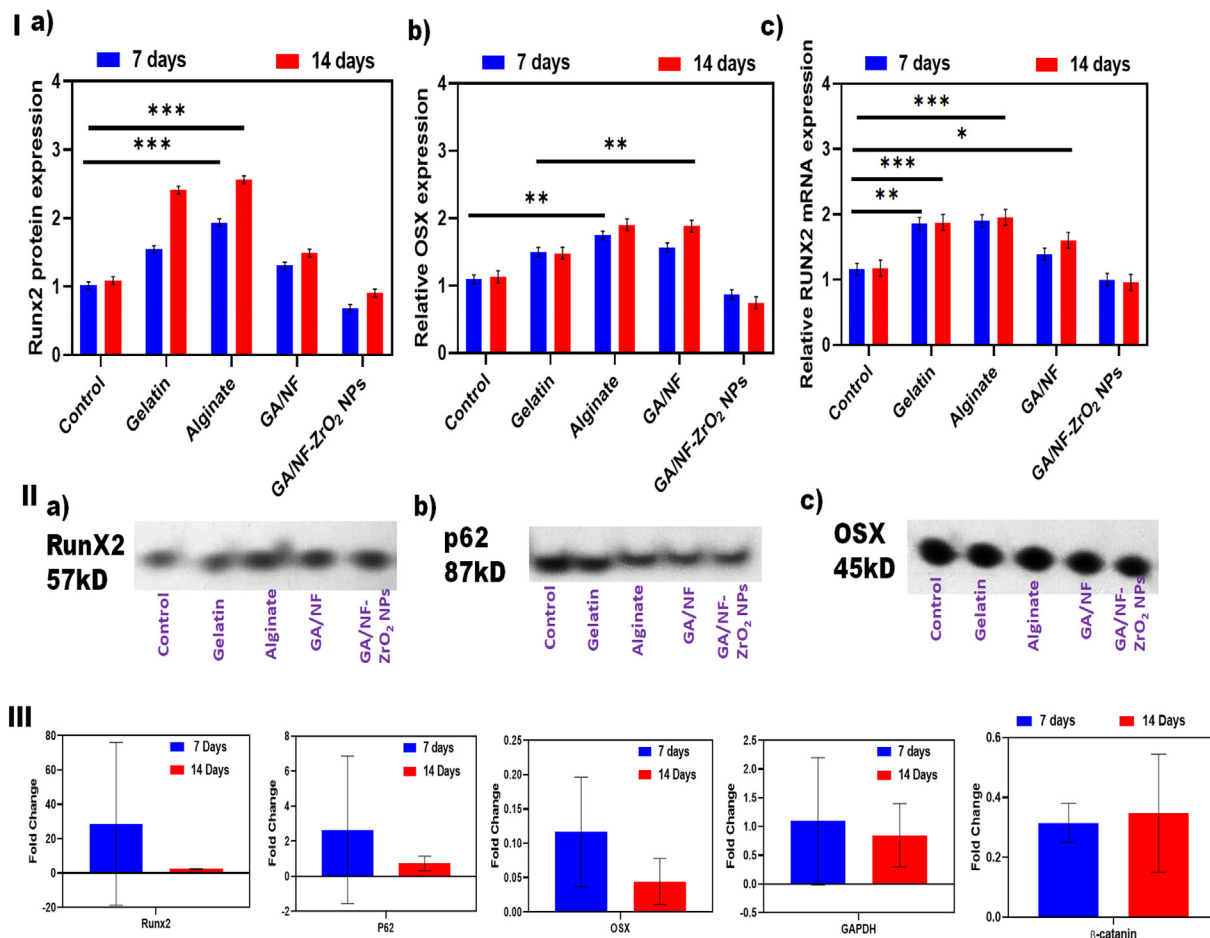 I a)
7 days 14 days
Runx2 protein expression
4
3
2
1
0
***
***
Control
Gelatin
Alginate
GA/NF
GA/NF-ZrO₂ NPs
b)
7 days 14 days
Relative OSX expression
4
3
2
1
0
**
**
Control
Gelatin
Alginate
GA/NF
GA/NF-ZrO₂ NPs
c)
7 days 14 days
Relative RUNX2 mRNA expression
4
3
2
1
0
***
*
***
**
Control
Gelatin
Alginate
GA/NF
GA/NF-ZrO₂ NPs
II a)
RunX2
57kD
Control
Gelatin
Alginate
GA/NF
GA/NF-
ZrO₂ NPs
b)
p62
87kD
Control
Gelatin
Alginate
GA/NF
GA/NF-
ZrO₂ NPs
c)
OSX
45kD
Control
Gelatin
Alginate
GA/NF
GA/NF-
ZrO₂ NPs
III
Fold Change
80
60
40
20
0
-20
7 Days
14 Days
Runx2
Fold Change
8
6
4
2
0
-2
7 days
14 Days
P62
Fold Change
0.25
0.20
0.15
0.10
0.05
0.00
7 days
14 Days
OSX
Fold Change
2.5
2.0
1.5
1.0
0.5
0.0
-0.5
7 days
14 Days
GAPDH
7 days 14 Days
Fold Change
0.6
0.4
0.2
0.0
β-catanin